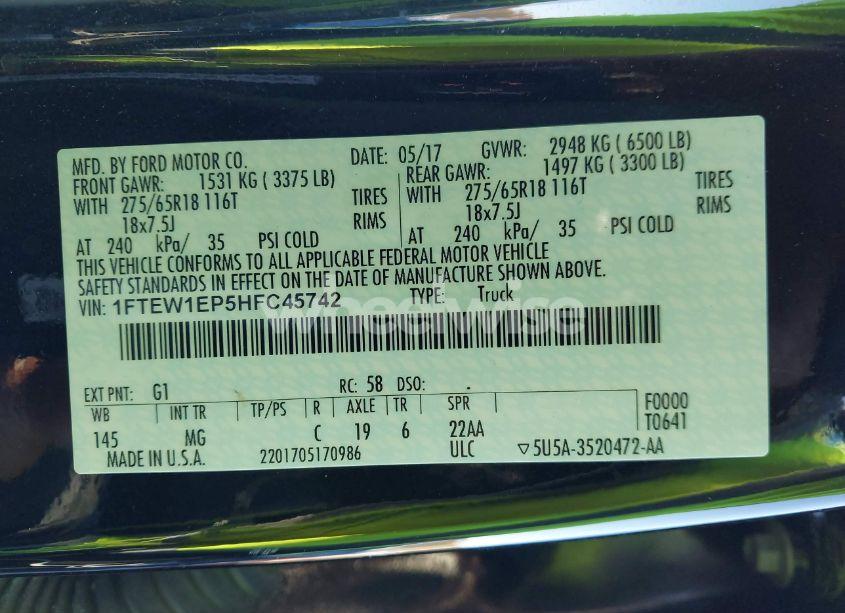 MFD. BY FORD MOTOR CO. DATE: 05/17 GVWR: 2948 KG ( 6500 LB)
FRONT GAWR: 1531 KG ( 3375 LB) REAR GAWR: 1497 KG ( 3300 LB)
WITH 275/65R18 116T TIRES WITH 275/65R18 116T TIRES
18x7.5J RIMS 18x7.5J RIMS
AT 240 kPa/ 35 PSI COLD AT 240 kPa/ 35 PSI COLD
THIS VEHICLE CONFORMS TO ALL APPLICABLE FEDERAL MOTOR VEHICLE
SAFETY STANDARDS IN EFFECT ON THE DATE OF MANUFACTURE SHOWN ABOVE.
VIN: 1FTEW1EP5HFC45742 TYPE: Truck
wheelwise
EXT PNT: G1 RC: 58 DSO: .
WB INT TR TP/PS R AXLE TR SPR F0000
145 MG C 19 6 22AA T0641
MADE IN U.S.A. 2201705170986 ULC ▽5U5A-3520472-AA